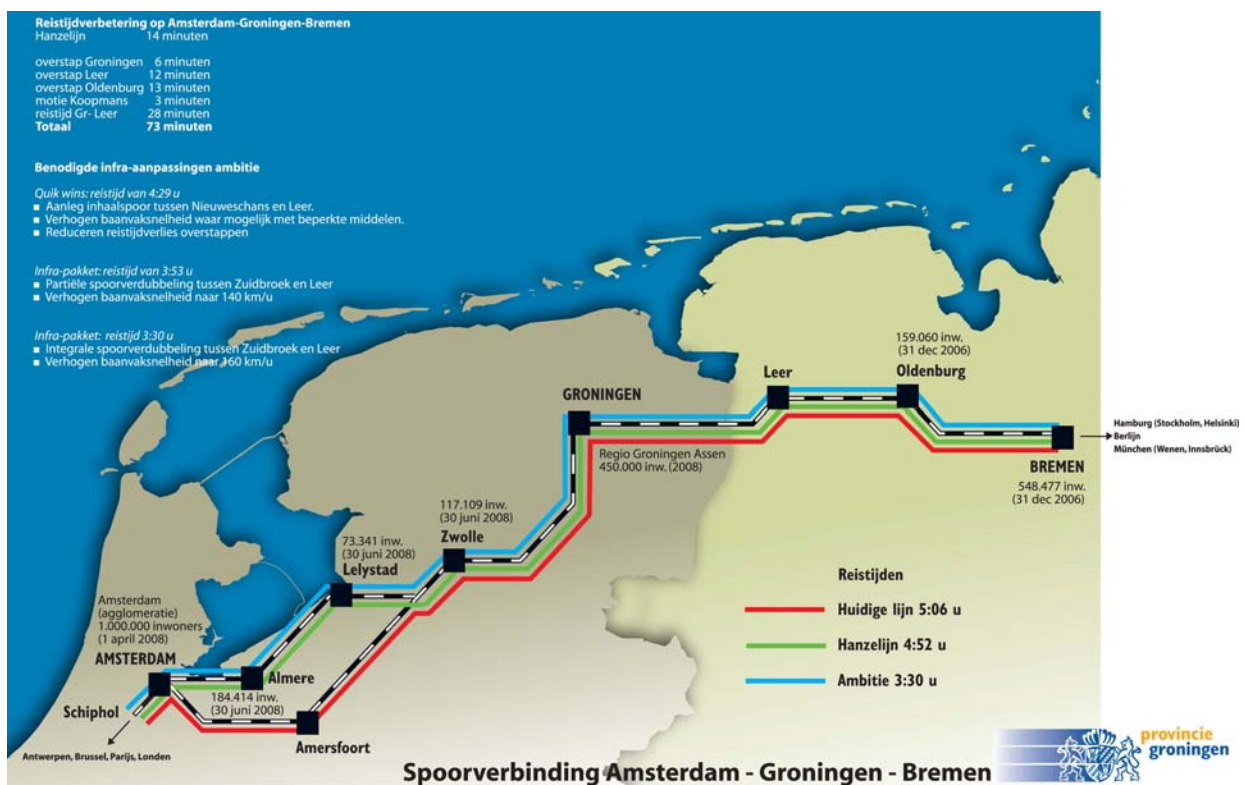 Reistijdverbetering op Amsterdam-Groningen-Bremen
Hanzelijn 14 minuten
overstap Groningen 6 minuten
overstap Leer 12 minuten
overstap Oldenburg 13 minuten
motie Koopmans 3 minuten
reistijd Gr- Leer 28 minuten
Totaal 73 minuten
Benodigde infra-aanpassingen ambitie
Quik wins: reistijd van 4:29 u
■ Aanleg inhaalspoor tussen Nieuweschans en Leer.
■ Verhogen baanvaksnelheid waar mogelijk met beperkte middelen.
■ Reduceren reistijdverlies overstappen
Infra-pakket: reistijd van 3:53 u
■ Partiële spoorverdubbeling tussen Zuidbroek en Leer
■ Verhogen baanvaksnelheid naar 140 km/u
Infra-pakket: reistijd 3:30 u
■ Integrale spoorverdubbeling tussen Zuidbroek en Leer
■ Verhogen baanvaksnelheid naar 160 km/u
159.060 inw.
(31 dec 2006)
Oldenburg
Leer
GRONINGEN
Regio Groningen Assen
450.000 inw. (2008)
Hamburg (Stockholm, Helsinki)
Berlijn
München (Wenen, Innsbrück)
BREMEN
548.477 inw.
(31 dec 2006)
117.109 inw.
(30 juni 2008)
Zwolle
73.341 inw.
(30 juni 2008)
Lelystad
Amsterdam
(agglomeratie)
1.000.000 inwoners
(1 april 2008)
AMSTERDAM
Almere
184.414 inw.
(30 juni 2008)
Schiphol
Amersfoort
Antwerpen, Brussel, Parijs, Londen
Reistijden
Huidige lijn 5:06 u
Hanzelijn 4:52 u
Ambitie 3:30 u
Spoorverbinding Amsterdam - Groningen - Bremen
provincie
groningen